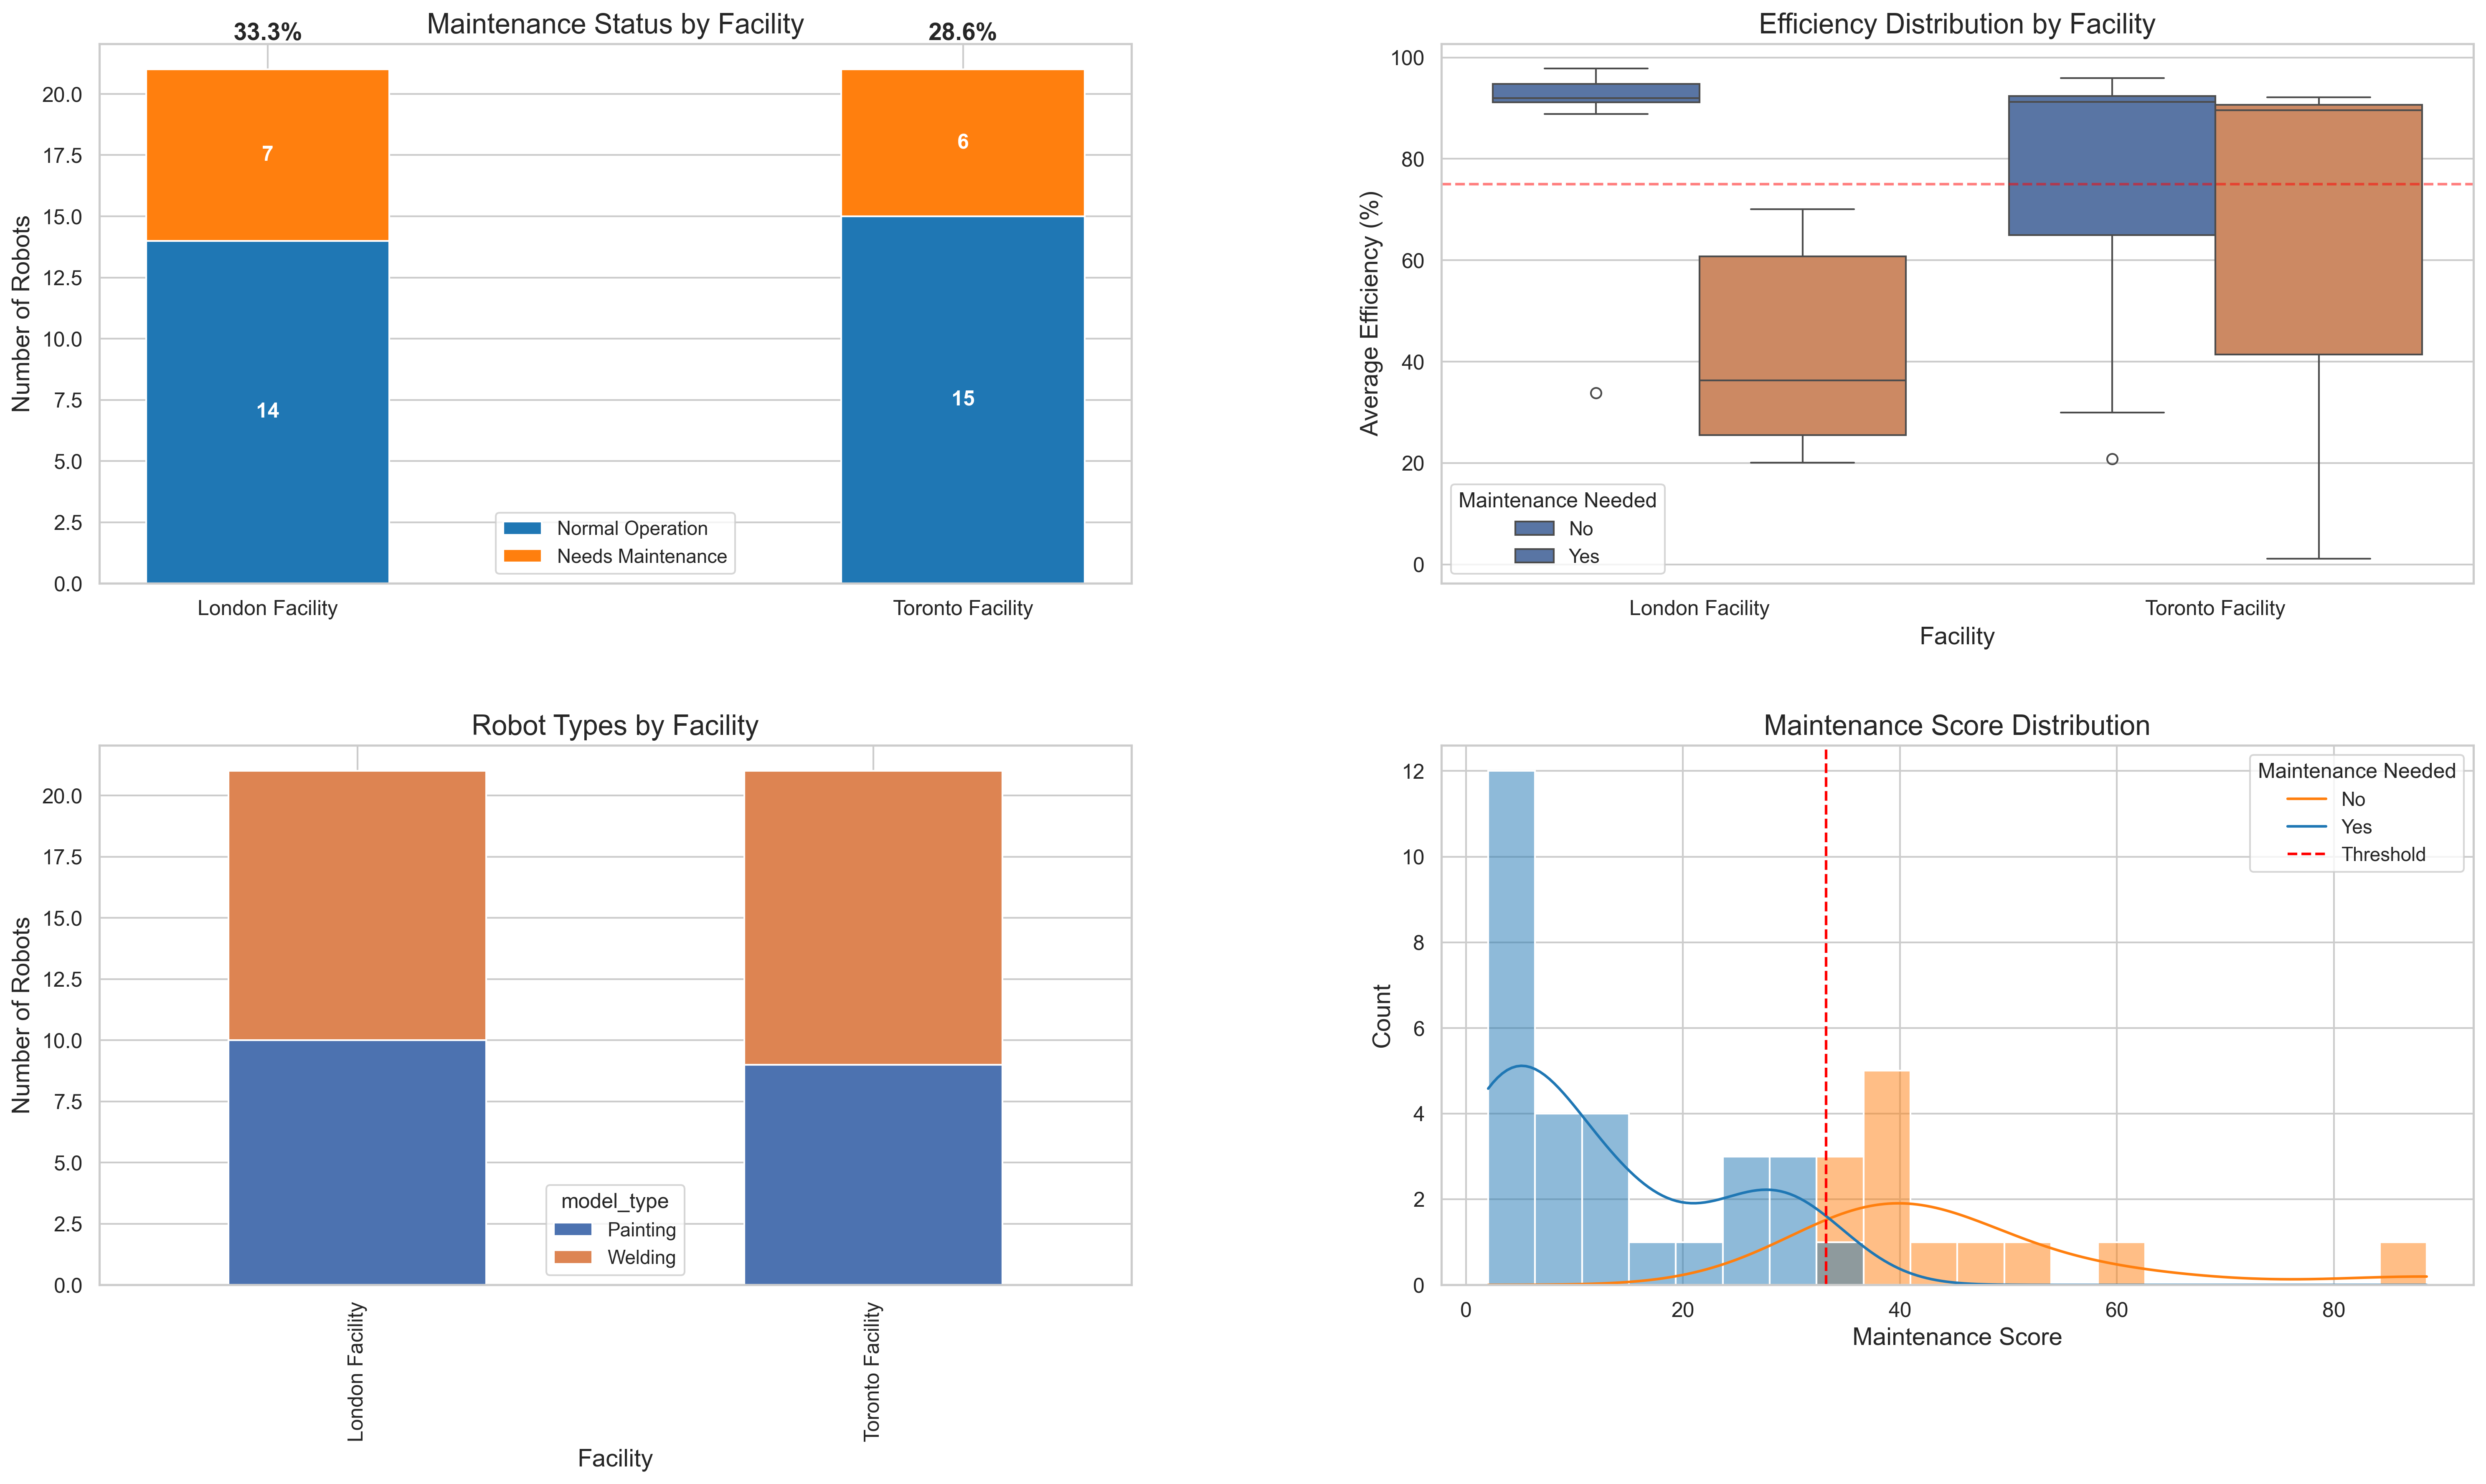 Maintenance Status by Facility
33.3%
28.6%
Number of Robots
20.0
17.5
15.0
12.5
10.0
7.5
5.0
2.5
0.0
7
6
14
15
Normal Operation
Needs Maintenance
London Facility
Toronto Facility
Efficiency Distribution by Facility
Average Efficiency (%)
100
80
60
40
20
0
Maintenance Needed
No
Yes
London Facility
Toronto Facility
Facility
Robot Types by Facility
Number of Robots
20.0
17.5
15.0
12.5
10.0
7.5
5.0
2.5
0.0
model_type
Painting
Welding
London Facility
Toronto Facility
Facility
Maintenance Score Distribution
Count
12
10
8
6
4
2
0
Maintenance Needed
No
Yes
Threshold
0
20
40
60
80
Maintenance Score